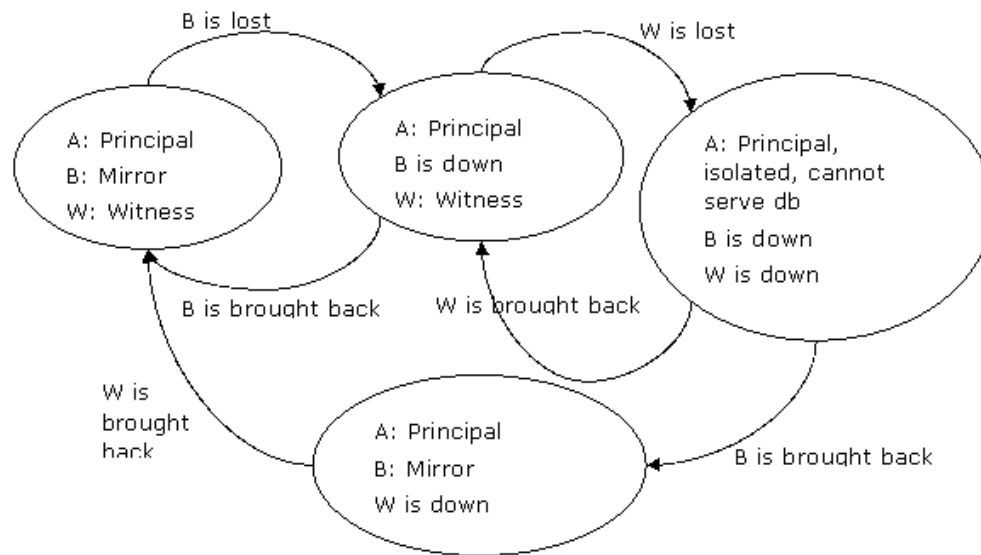 B is lost
W is lost
A: Principal
B: Mirror
W: Witness
A: Principal
B is down
W: Witness
A: Principal,
isolated, cannot
serve db
B is down
W is down
B is brought back
W is brought back
W is
brought
back
A: Principal
B: Mirror
W is down
B is brought back